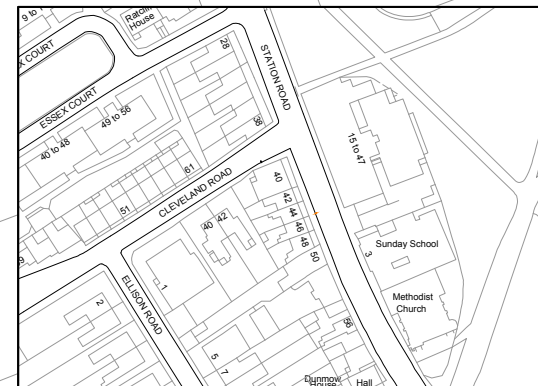 9 to
Ratcliff
House
X COURT
ESSEX COURT
49 to 56
40 to 48
28
38
STATION ROAD
15 to 47
61
51
CLEVELAND ROAD
40
42
44
46
48
50
40 42
1
9
Sunday School
3
Methodist
Church
ELLISON ROAD
2
5
7
56
Dunmow
House
Hall